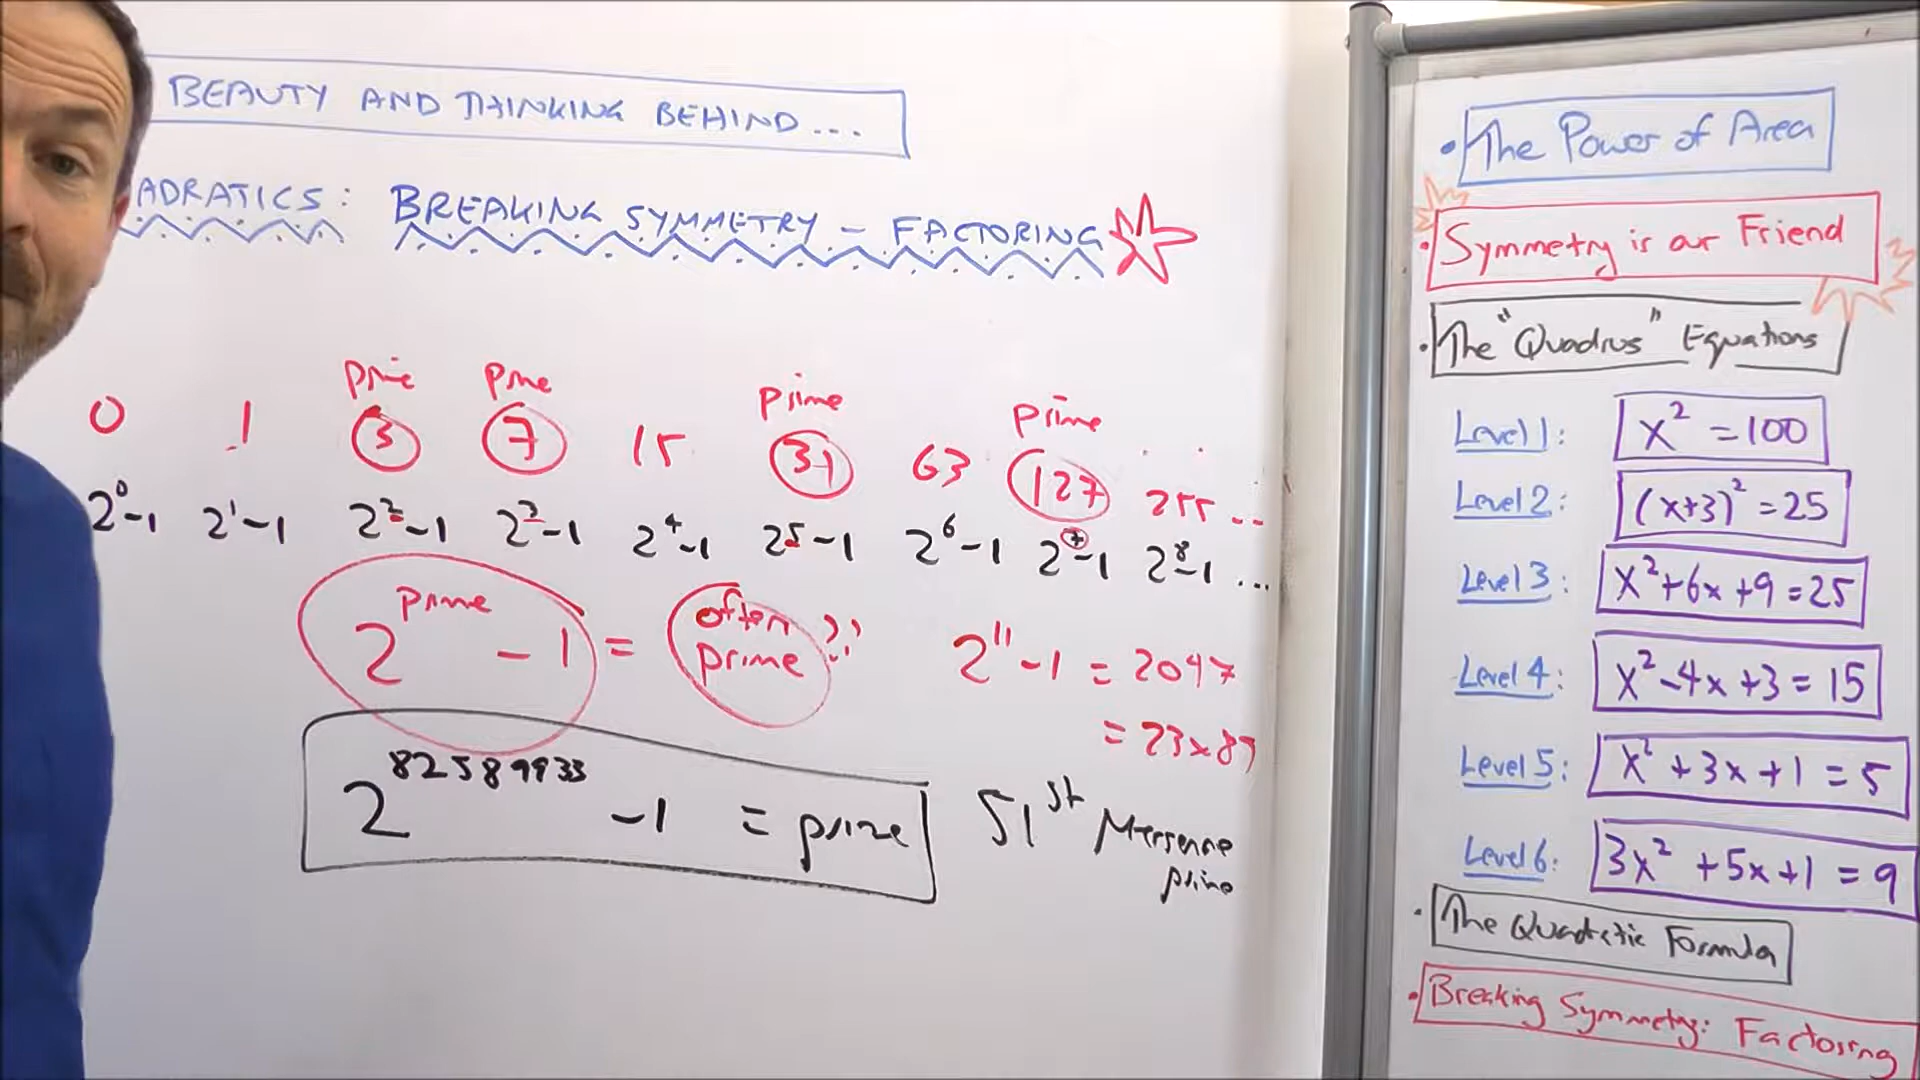 BEAUTY AND THINKING BEHIND...
ADRATICS: BREAKING SYMMETRY – FACTORING
prime prime prime prime
0 1 3 7 15 31 63 127 255 ...
2⁰-1 2¹-1 2²-1 2³-1 2⁴-1 2⁵-1 2⁶-1 2⁷-1 2⁸-1 ...
2^prime - 1 = often prime ?!
2¹¹-1 = 2047
= 23x89
2^82589933 - 1 = prime
51st Mersenne
prime
• The Power of Area
• Symmetry is our Friend
• The "Quadrus" Equations
Level 1: x² = 100
Level 2: (x+3)² = 25
Level 3: x²+6x+9=25
Level 4: x²-4x+3=15
Level 5: x²+3x+1=5
Level 6: 3x²+5x+1=9
• The Quadratic Formula
• Breaking Symmetry: Factoring